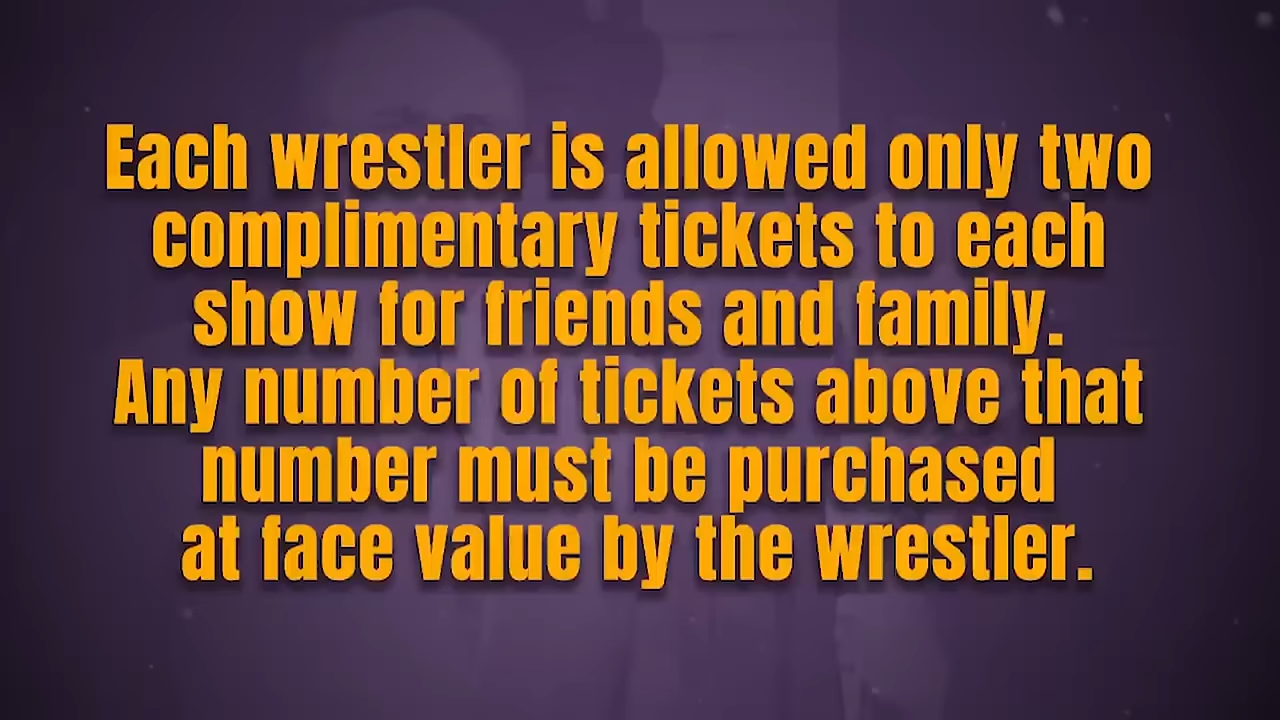 Each wrestler is allowed only two
complimentary tickets to each
show for friends and family.
Any number of tickets above that
number must be purchased
at face value by the wrestler.